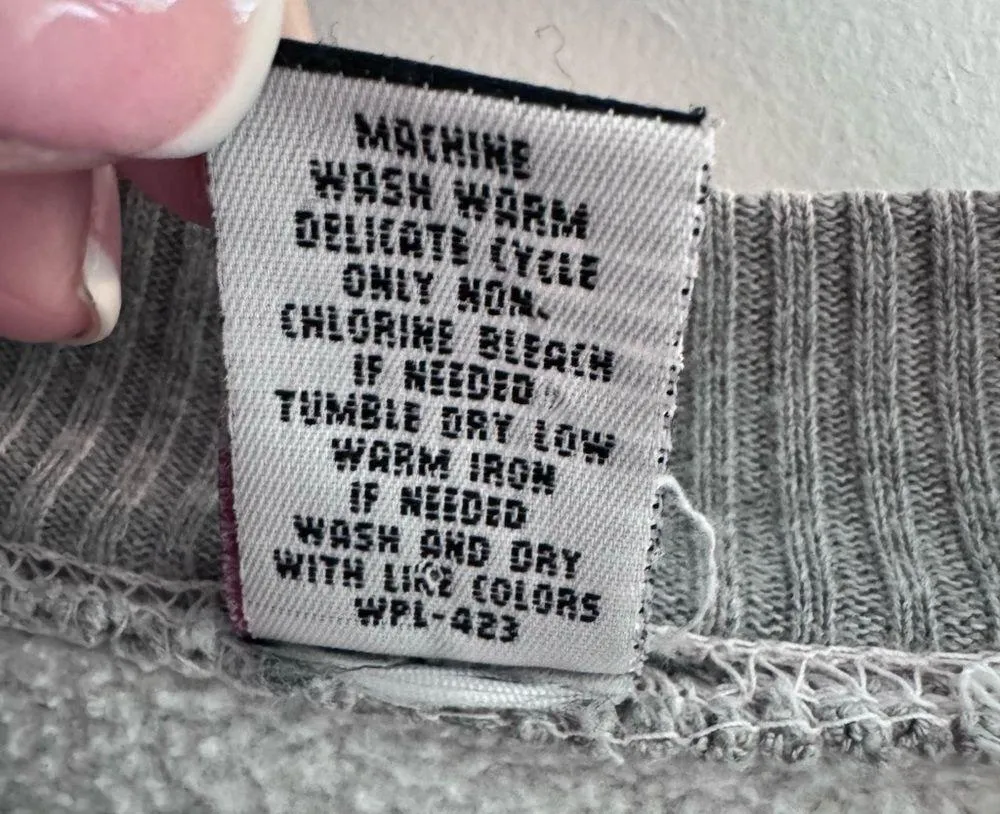 MACHINE
WASH WARM
DELICATE CYCLE
ONLY NON.
CHLORINE BLEACH
IF NEEDED
TUMBLE DRY LOW
WARM IRON
IF NEEDED
WASH AND DRY
WITH LIKE COLORS
WPL-423